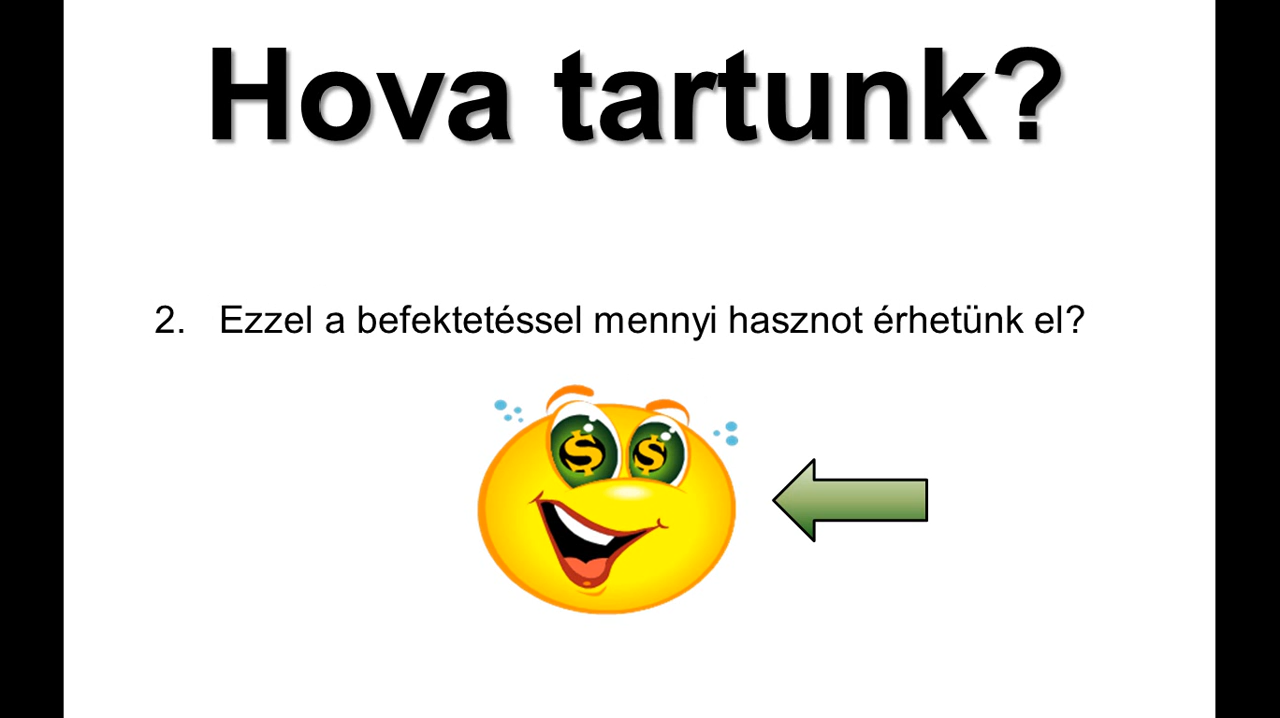 Hova tartunk?
2. Ezzel a befektetéssel mennyi hasznot érhetünk el?
$ $